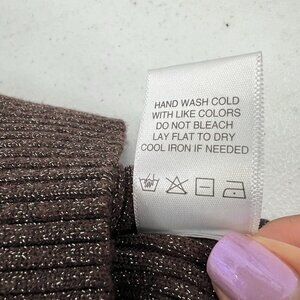 HAND WASH COLD
WITH LIKE COLORS
DO NOT BLEACH
LAY FLAT TO DRY
COOL IRON IF NEEDED